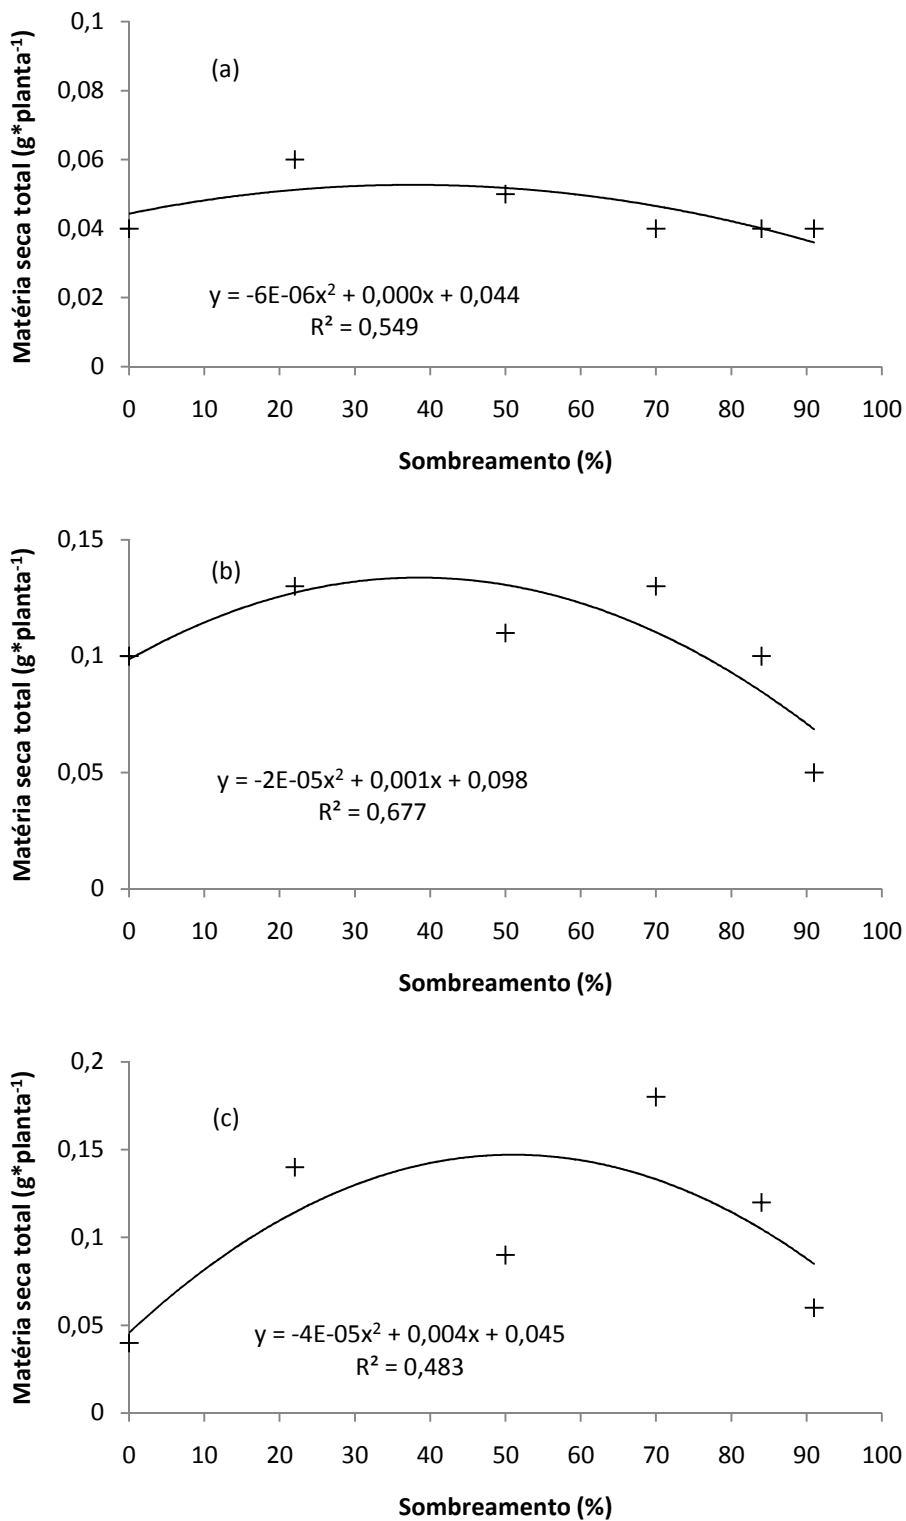 0,1
(a)
0,08
0,06
0,04
0,02
0
Matéria seca total (g*planta⁻¹)
y = -6E-06x² + 0,000x + 0,044
R² = 0,549
0 10 20 30 40 50 60 70 80 90 100
Sombreamento (%)
0,15
(b)
0,1
0,05
0
Matéria seca total (g*planta⁻¹)
y = -2E-05x² + 0,001x + 0,098
R² = 0,677
0 10 20 30 40 50 60 70 80 90 100
Sombreamento (%)
0,2
(c)
0,15
0,1
0,05
0
Matéria seca total (g*planta⁻¹)
y = -4E-05x² + 0,004x + 0,045
R² = 0,483
0 10 20 30 40 50 60 70 80 90 100
Sombreamento (%)